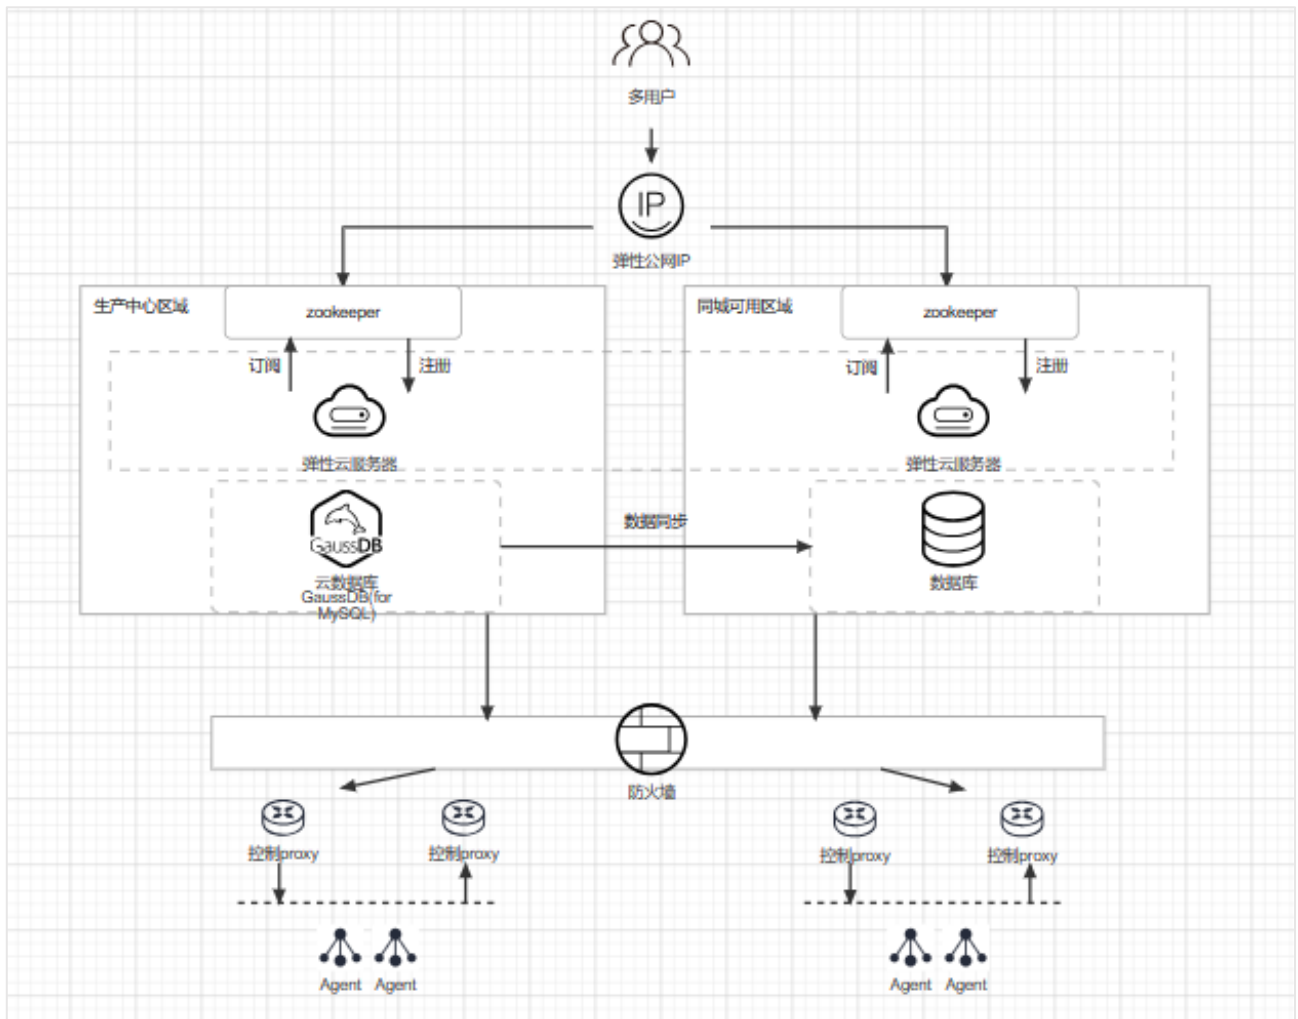 多用户
IP
弹性公网IP
生产中心区域
zookeeper
同城可用区域
zookeeper
订阅
注册
订阅
注册
弹性云服务器
弹性云服务器
GaussDB
数据同步
云数据库
GaussDB(for
MySQL)
数据库
防火墙
控制proxy
控制proxy
控制proxy
控制proxy
Agent
Agent
Agent
Agent